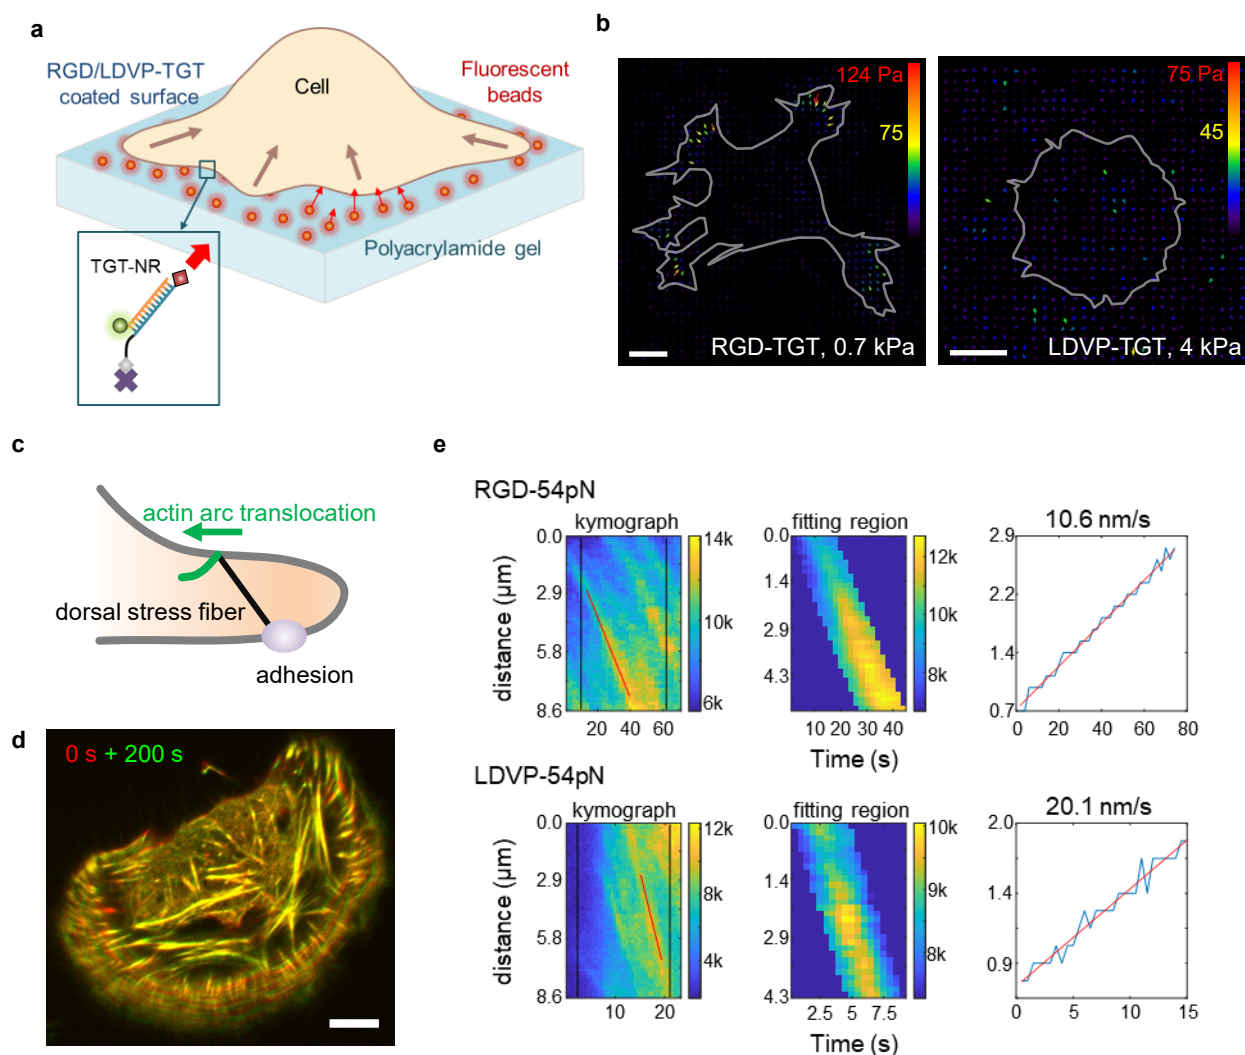 a
RGD/LDVP-TGT
coated surface
Cell
Fluorescent
beads
Polyacrylamide gel
TGT-NR
b
124 Pa
75
RGD-TGT, 0.7 kPa
75 Pa
45
LDVP-TGT, 4 kPa
c
actin arc translocation
dorsal stress fiber
adhesion
d
0 s + 200 s
e
RGD-54pN
kymograph
distance (μm)
0.0
2.9
5.8
8.6
20 40 60
14k
12k
10k
8k
6k
fitting region
0.0
1.4
2.9
4.3
10 20 30 40
Time (s)
12k
10k
8k
10.6 nm/s
2.9
2.2
1.4
0.7
0 20 40 60 80
LDVP-54pN
kymograph
distance (μm)
0.0
2.9
5.8
8.6
10 20
12k
8k
4k
fitting region
0.0
1.4
2.9
4.3
2.5 5 7.5
Time (s)
10k
9k
8k
20.1 nm/s
2.0
1.4
0.9
0 5 10 15